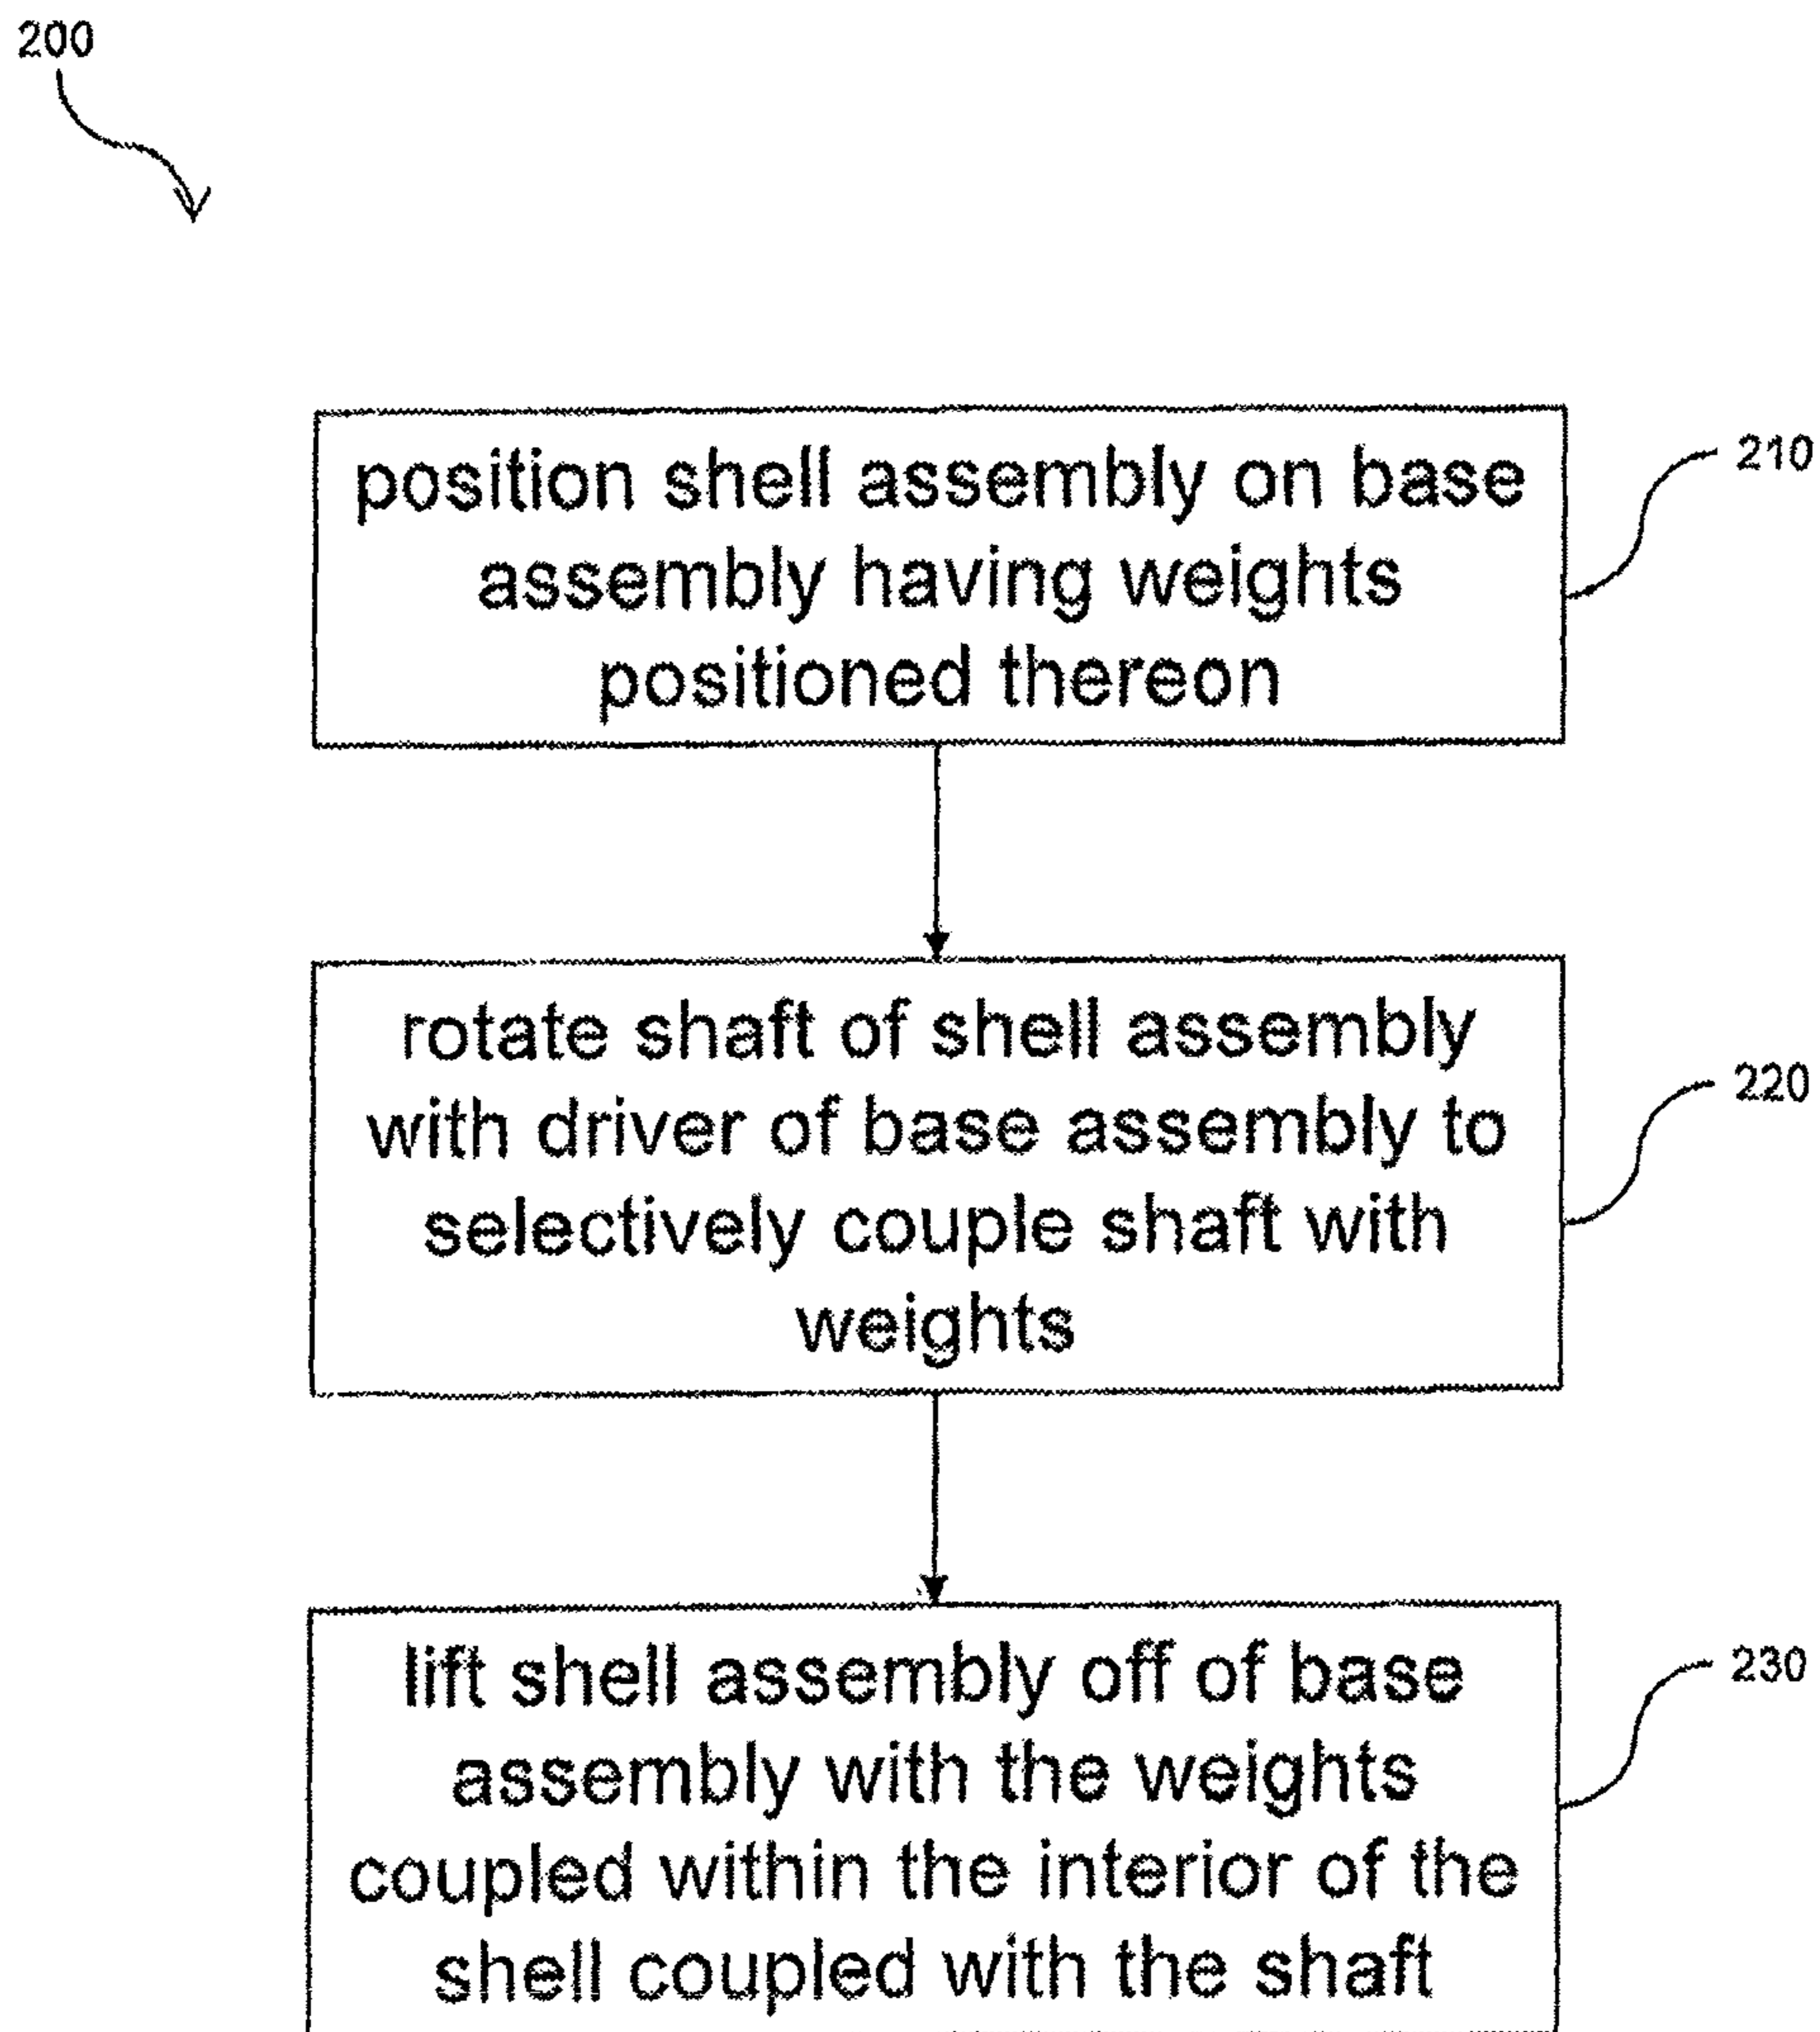 200
position shell assembly on base
assembly having weights
positioned thereon
210
rotate shaft of shell assembly
with driver of base assembly to
selectively couple shaft with
weights
220
lift shell assembly off of base
assembly with the weights
coupled within the interior of the
shell coupled with the shaft
230